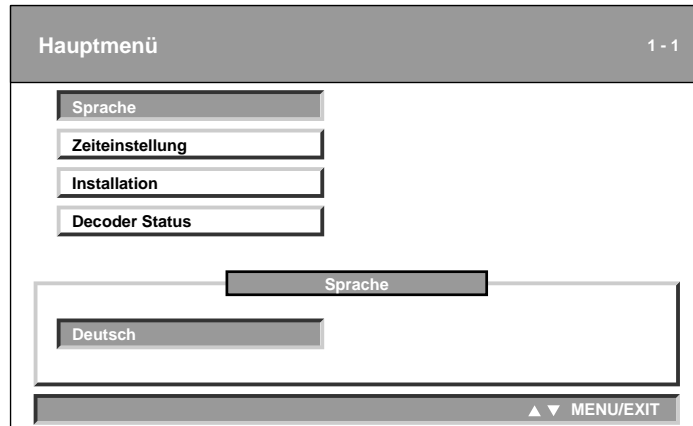 Hauptmenü 1 - 1
Sprache
Zeiteinstellung
Installation
Decoder Status
Sprache
Deutsch
▲ ▼ MENU/EXIT